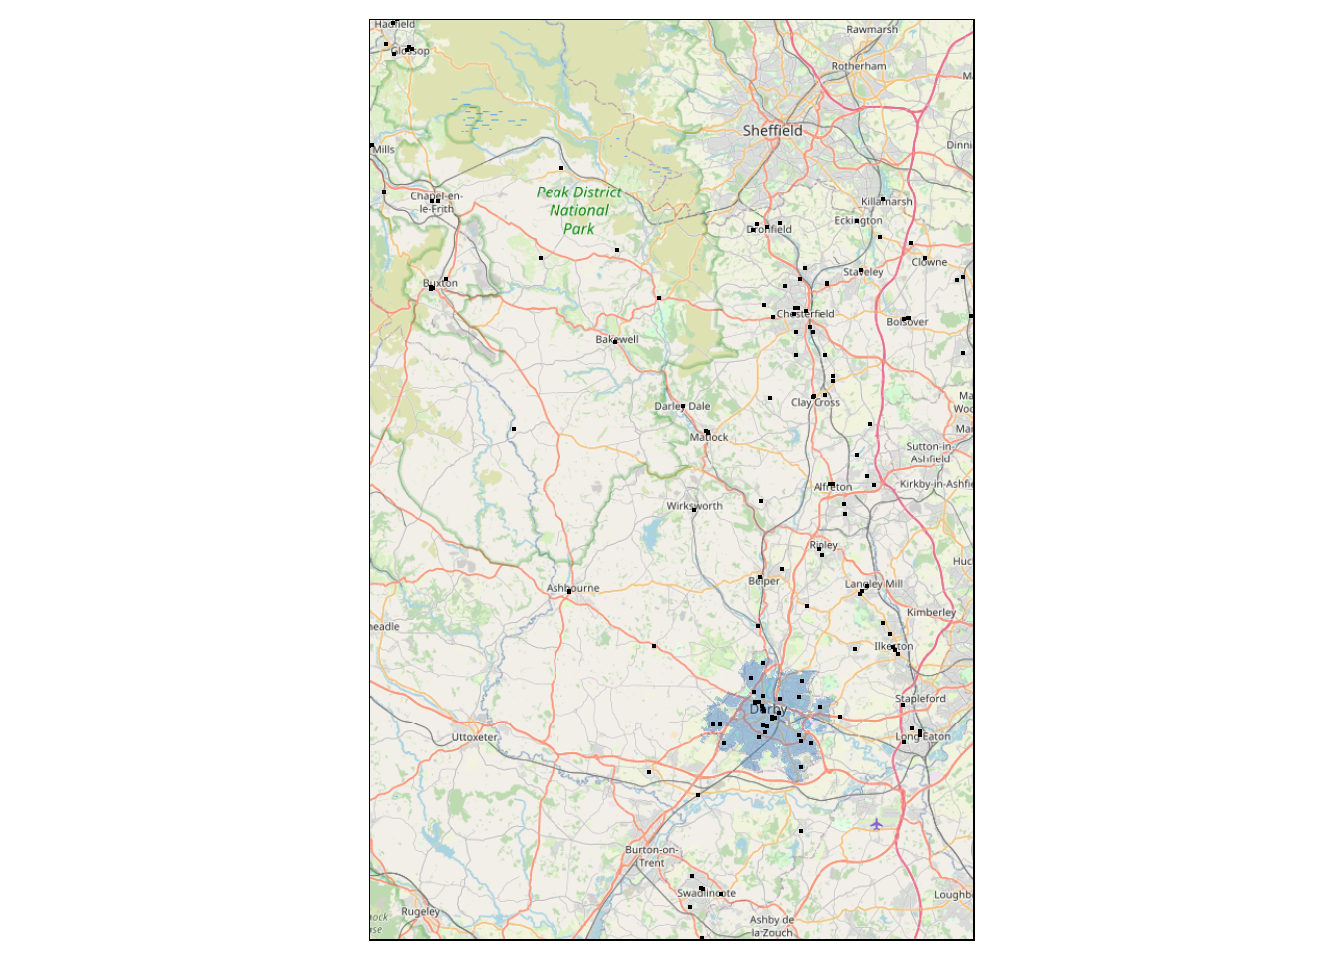 Hadfield
Rawmarsh
Glossop
Rotherham
Sheffield
Mills
Dinni
Peak District
National
Park
Chapel-en-
le-Frith
Killamarsh
Eckington
Dronfield
Clowne
Staveley
Buxton
Chesterfield
Bolsover
Bakewell
Darley Dale
Clay Cross
Ma
Woo
Matlock
Mar
Sutton-in-
Ashfield
Alfreton
Kirkby-in-Ashfie
Wirksworth
Ripley
Huc
Belper
Langley Mill
Ashbourne
Kimberley
eadle
Ilkeston
Stapleford
Derby
Uttoxeter
Long Eaton
Burton-on-
Trent
Swadlincote
Loughb
Rugeley
Ashby de
la Zouch
ock
se